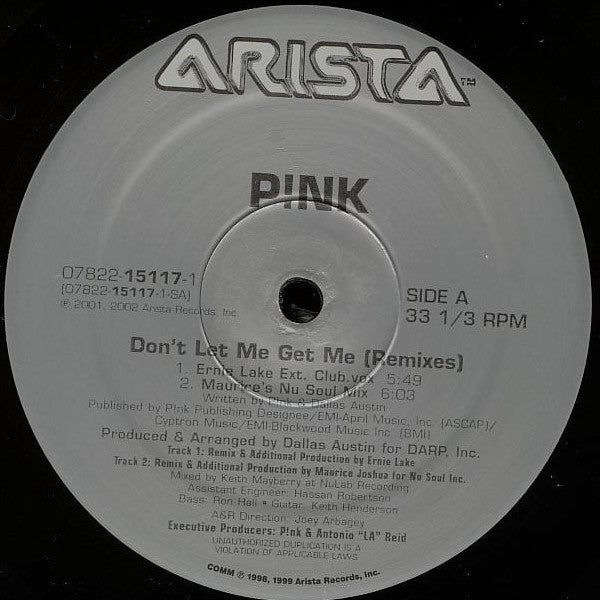 ARISTA™
P!NK
07822-15117-1
(07822-15117-1-SA)
℗ 2001, 2002 Arista Records, Inc.
SIDE A
33 1/3 RPM
Don't Let Me Get Me (Remixes)
1. Ernie Lake Ext. Club.vox 5:49
2. Maurice's Nu Soul Mix 6:03
Written by P!nk & Dallas Austin
Published by P!nk Publishing Designee/EMI-April Music, Inc. (ASCAP)/
Cyptron Music/EMI-Blackwood Music Inc. (BMI)
Produced & Arranged by Dallas Austin for DARP, Inc.
Track 1: Remix & Additional Production by Ernie Lake
Track 2: Remix & Additional Production by Maurice Joshua for Nu Soul Inc.
Mixed by Keith Mayberry at NuLab Recording
Assistant Engineer: Hassan Robertson
Bass: Ron Hall • Guitar: Keith Henderson
A&R Direction: Joey Arbagey
Executive Producers: P!nk & Antonio "LA" Reid
UNAUTHORIZED DUPLICATION IS A
VIOLATION OF APPLICABLE LAWS
COMM ℗ 1998, 1999 Arista Records, Inc.